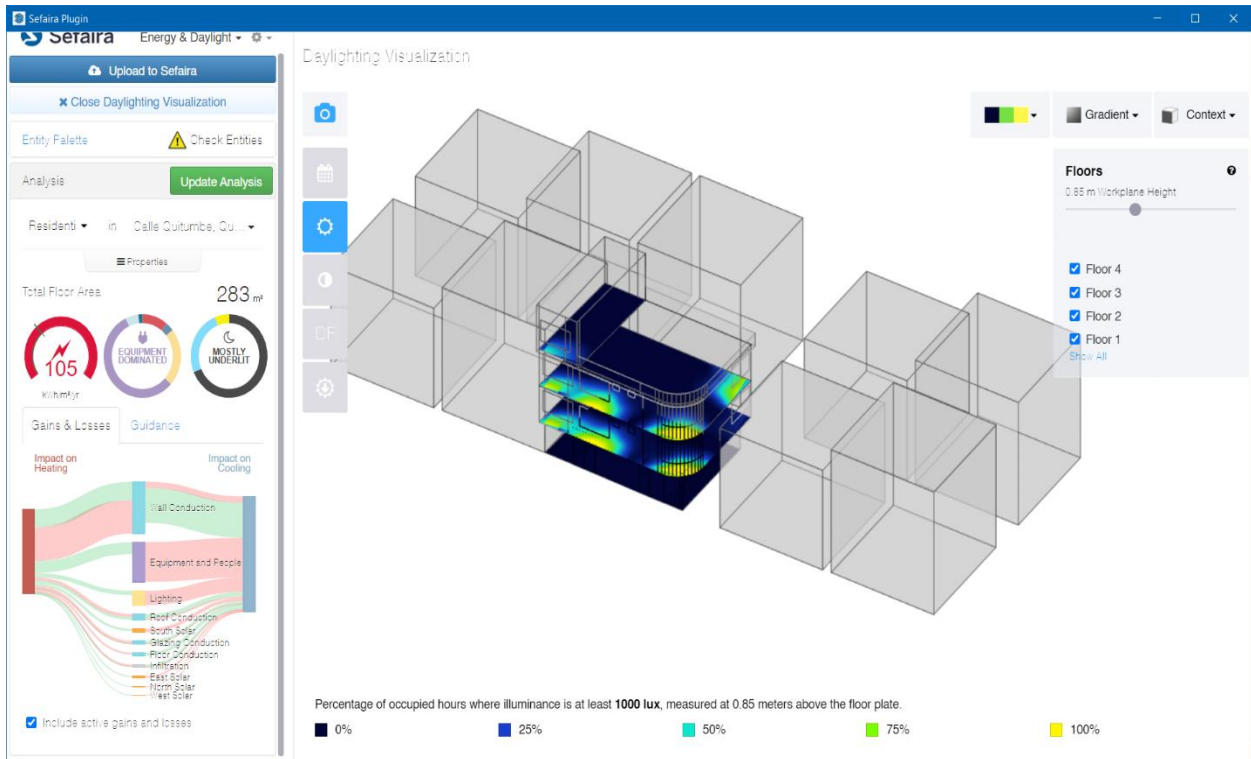 Sefaira Plugin
Sefaira Energy & Daylight
Upload to Sefaira
Close Daylighting Visualization
Entity Palette Check Entities
Analysis Update Analysis
Residenti in Calle Quitumbe, Qu...
Properties
Total Floor Area 283 m²
105
kWh/m²/yr
EQUIPMENT
DOMINATED
MOSTLY
UNDERLIT
Gains & Losses Guidance
Impact on
Heating
Impact on
Cooling
Wall Conduction
Equipment and People
Lighting
Roof Conduction
South Solar
Glazing Conduction
Floor Conduction
Infiltration
East Solar
North Solar
West Solar
Include active gains and losses
Daylighting Visualization
DF
Gradient
Context
Floors
0.85 m Workplane Height
Floor 4
Floor 3
Floor 2
Floor 1
Show All
Percentage of occupied hours where illuminance is at least 1000 lux, measured at 0.85 meters above the floor plate.
0% 25% 50% 75% 100%